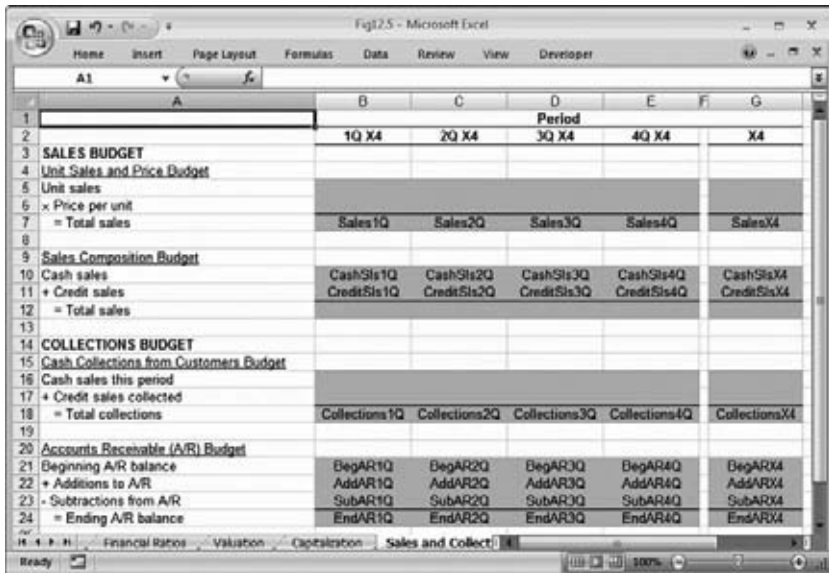 Fig12.5 - Microsoft Excel
Home Insert Page Layout Formulas Data Review View Developer
A1 fx
A B C D E F G
1 Period
2 1Q X4 2Q X4 3Q X4 4Q X4 X4
3 SALES BUDGET
4 Unit Sales and Price Budget
5 Unit sales
6 x Price per unit
7 = Total sales Sales1Q Sales2Q Sales3Q Sales4Q SalesX4
8
9 Sales Composition Budget
10 Cash sales CashSls1Q CashSls2Q CashSls3Q CashSls4Q CashSlsX4
11 + Credit sales CreditSls1Q CreditSls2Q CreditSls3Q CreditSls4Q CreditSlsX4
12 = Total sales
13
14 COLLECTIONS BUDGET
15 Cash Collections from Customers Budget
16 Cash sales this period
17 + Credit sales collected
18 = Total collections Collections1Q Collections2Q Collections3Q Collections4Q CollectionsX4
19
20 Accounts Receivable (A/R) Budget
21 Beginning A/R balance BegAR1Q BegAR2Q BegAR3Q BegAR4Q BegARX4
22 + Additions to A/R AddAR1Q AddAR2Q AddAR3Q AddAR4Q AddARX4
23 - Subtractions from A/R SubAR1Q SubAR2Q SubAR3Q SubAR4Q SubARX4
24 = Ending A/R balance EndAR1Q EndAR2Q EndAR3Q EndAR4Q EndARX4
Financial Ratios Valuation Capitalization Sales and Collecti
Ready 100%